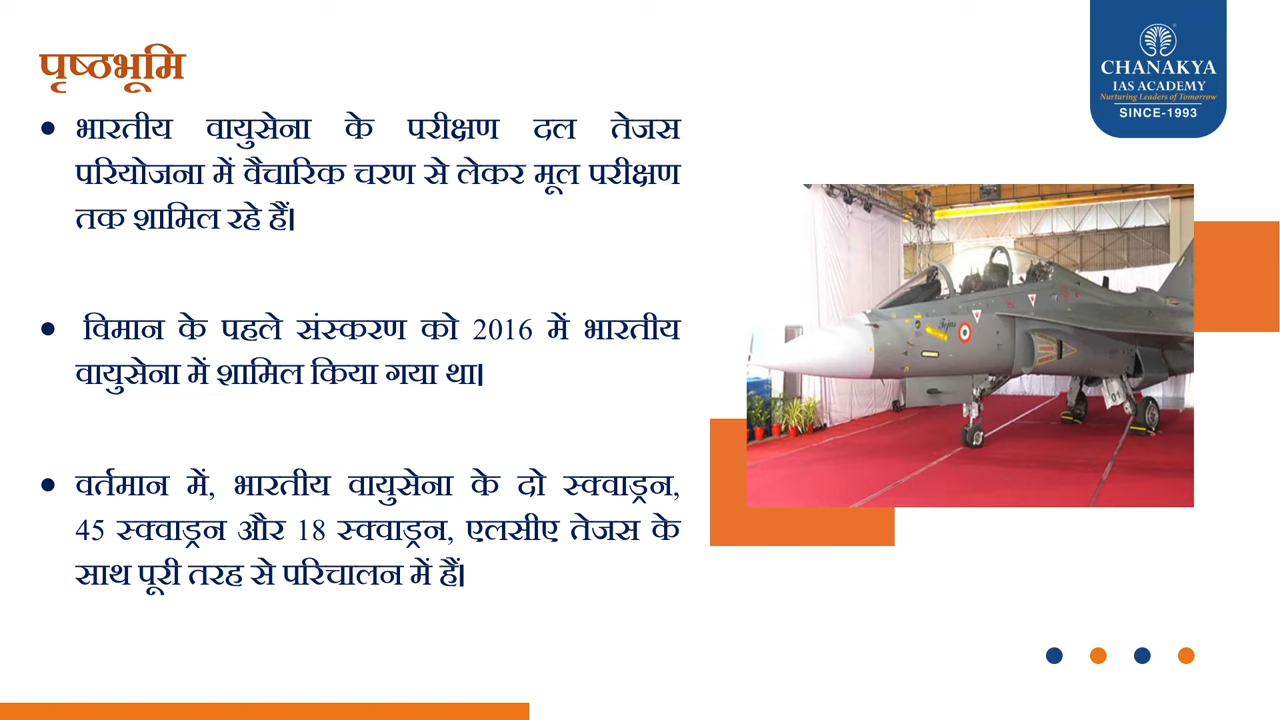 पृष्ठभूमि
• भारतीय वायुसेना के परीक्षण दल तेजस
परियोजना में वैचारिक चरण से लेकर मूल परीक्षण
तक शामिल रहे हैं।
• विमान के पहले संस्करण को 2016 में भारतीय
वायुसेना में शामिल किया गया था।
• वर्तमान में, भारतीय वायुसेना के दो स्क्वाड्रन,
45 स्क्वाड्रन और 18 स्क्वाड्रन, एलसीए तेजस के
साथ पूरी तरह से परिचालन में हैं।
CHANAKYA
IAS ACADEMY
Nurturing Leaders of Tomorrow
SINCE-1993
Tejas
01